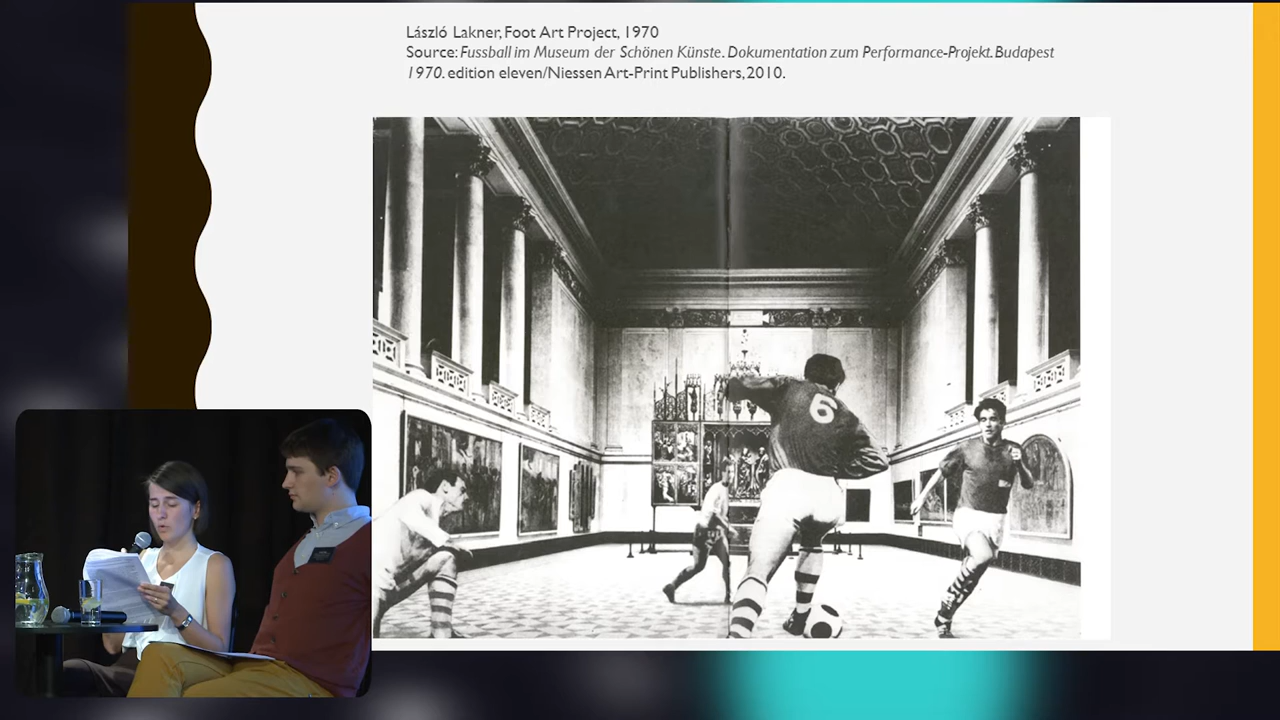 László Lakner, Foot Art Project, 1970
Source: Fussball im Museum der Schönen Künste. Dokumentation zum Performance-Projekt. Budapest
1970. edition eleven/Niessen Art-Print Publishers, 2010.
6